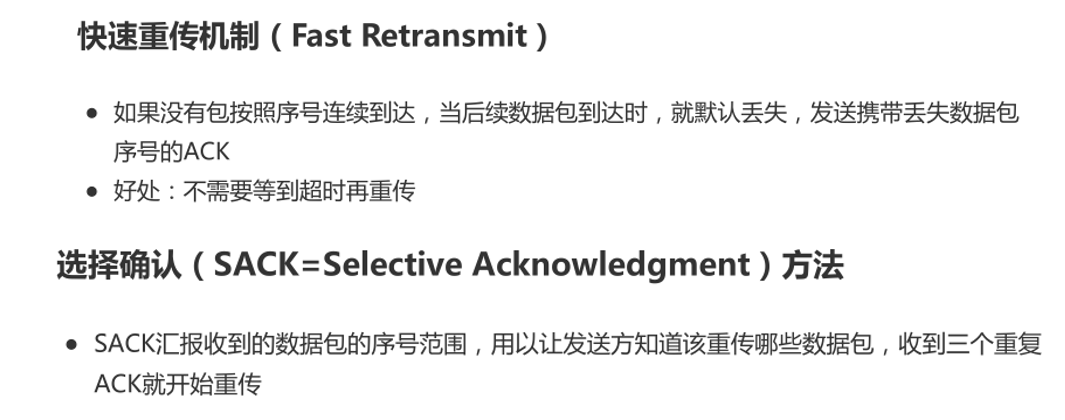 快速重传机制（Fast Retransmit）
● 如果没有包按照序号连续到达，当后续数据包到达时，就默认丢失，发送携带丢失数据包
序号的ACK
● 好处：不需要等到超时再重传
选择确认（SACK=Selective Acknowledgment）方法
● SACK汇报收到的数据包的序号范围，用以让发送方知道该重传哪些数据包，收到三个重复
ACK就开始重传